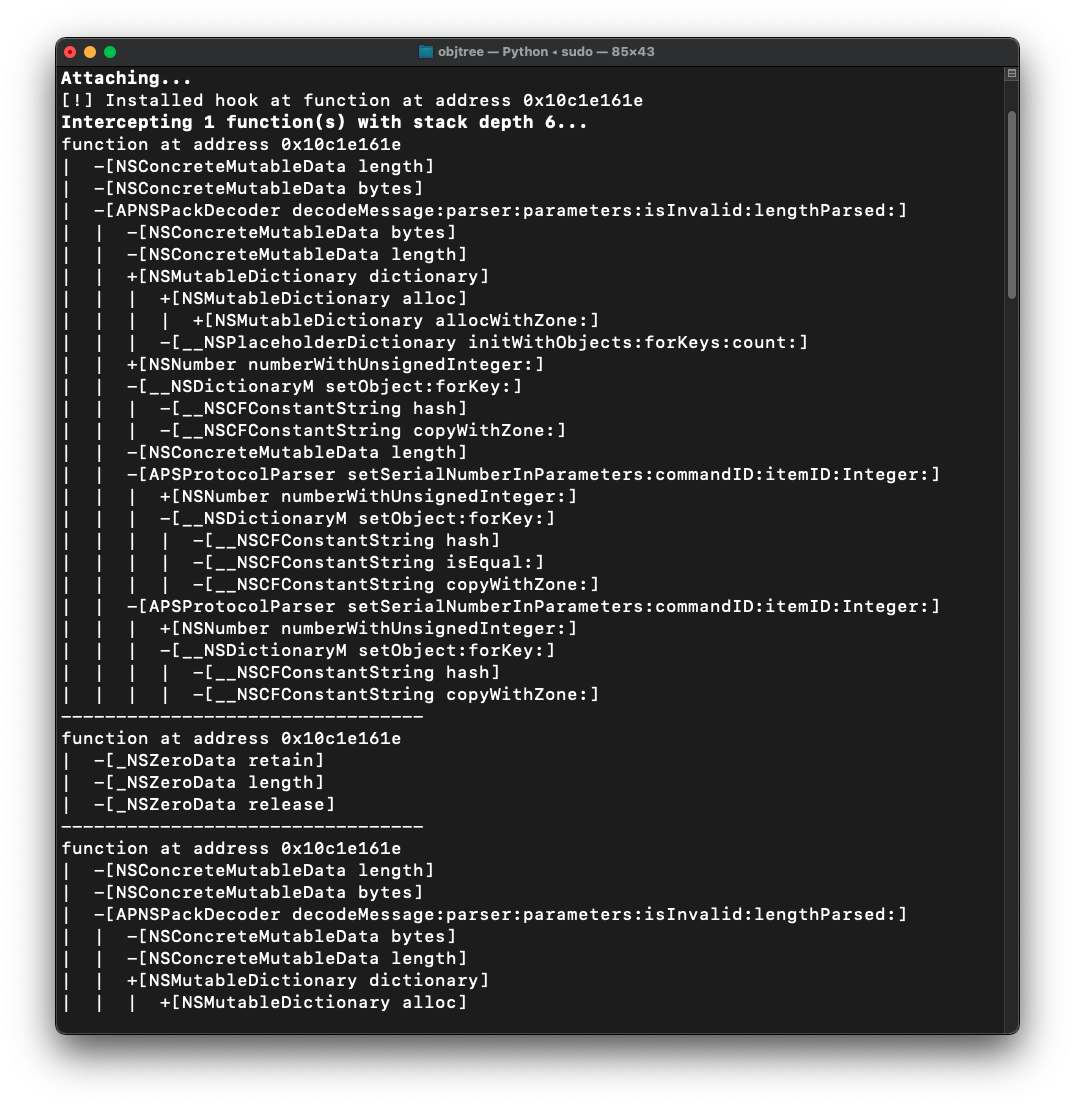 objtree — Python ◂ sudo — 85×43
Attaching...
[!] Installed hook at function at address 0x10c1e161e
Intercepting 1 function(s) with stack depth 6...
function at address 0x10c1e161e
|  -[NSConcreteMutableData length]
|  -[NSConcreteMutableData bytes]
|  -[APNSPackDecoder decodeMessage:parser:parameters:isInvalid:lengthParsed:]
|  |  -[NSConcreteMutableData bytes]
|  |  -[NSConcreteMutableData length]
|  |  +[NSMutableDictionary dictionary]
|  |  |  +[NSMutableDictionary alloc]
|  |  |  |  +[NSMutableDictionary allocWithZone:]
|  |  |  -[__NSPlaceholderDictionary initWithObjects:forKeys:count:]
|  |  +[NSNumber numberWithUnsignedInteger:]
|  |  -[__NSDictionaryM setObject:forKey:]
|  |  |  -[__NSCFConstantString hash]
|  |  |  -[__NSCFConstantString copyWithZone:]
|  |  -[NSConcreteMutableData length]
|  |  -[APSProtocolParser setSerialNumberInParameters:commandID:itemID:Integer:]
|  |  |  +[NSNumber numberWithUnsignedInteger:]
|  |  |  -[__NSDictionaryM setObject:forKey:]
|  |  |  |  -[__NSCFConstantString hash]
|  |  |  |  -[__NSCFConstantString isEqual:]
|  |  |  |  -[__NSCFConstantString copyWithZone:]
|  |  -[APSProtocolParser setSerialNumberInParameters:commandID:itemID:Integer:]
|  |  |  +[NSNumber numberWithUnsignedInteger:]
|  |  |  -[__NSDictionaryM setObject:forKey:]
|  |  |  |  -[__NSCFConstantString hash]
|  |  |  |  -[__NSCFConstantString copyWithZone:]
---------------------------------
function at address 0x10c1e161e
|  -[_NSZeroData retain]
|  -[_NSZeroData length]
|  -[_NSZeroData release]
---------------------------------
function at address 0x10c1e161e
|  -[NSConcreteMutableData length]
|  -[NSConcreteMutableData bytes]
|  -[APNSPackDecoder decodeMessage:parser:parameters:isInvalid:lengthParsed:]
|  |  -[NSConcreteMutableData bytes]
|  |  -[NSConcreteMutableData length]
|  |  +[NSMutableDictionary dictionary]
|  |  |  +[NSMutableDictionary alloc]